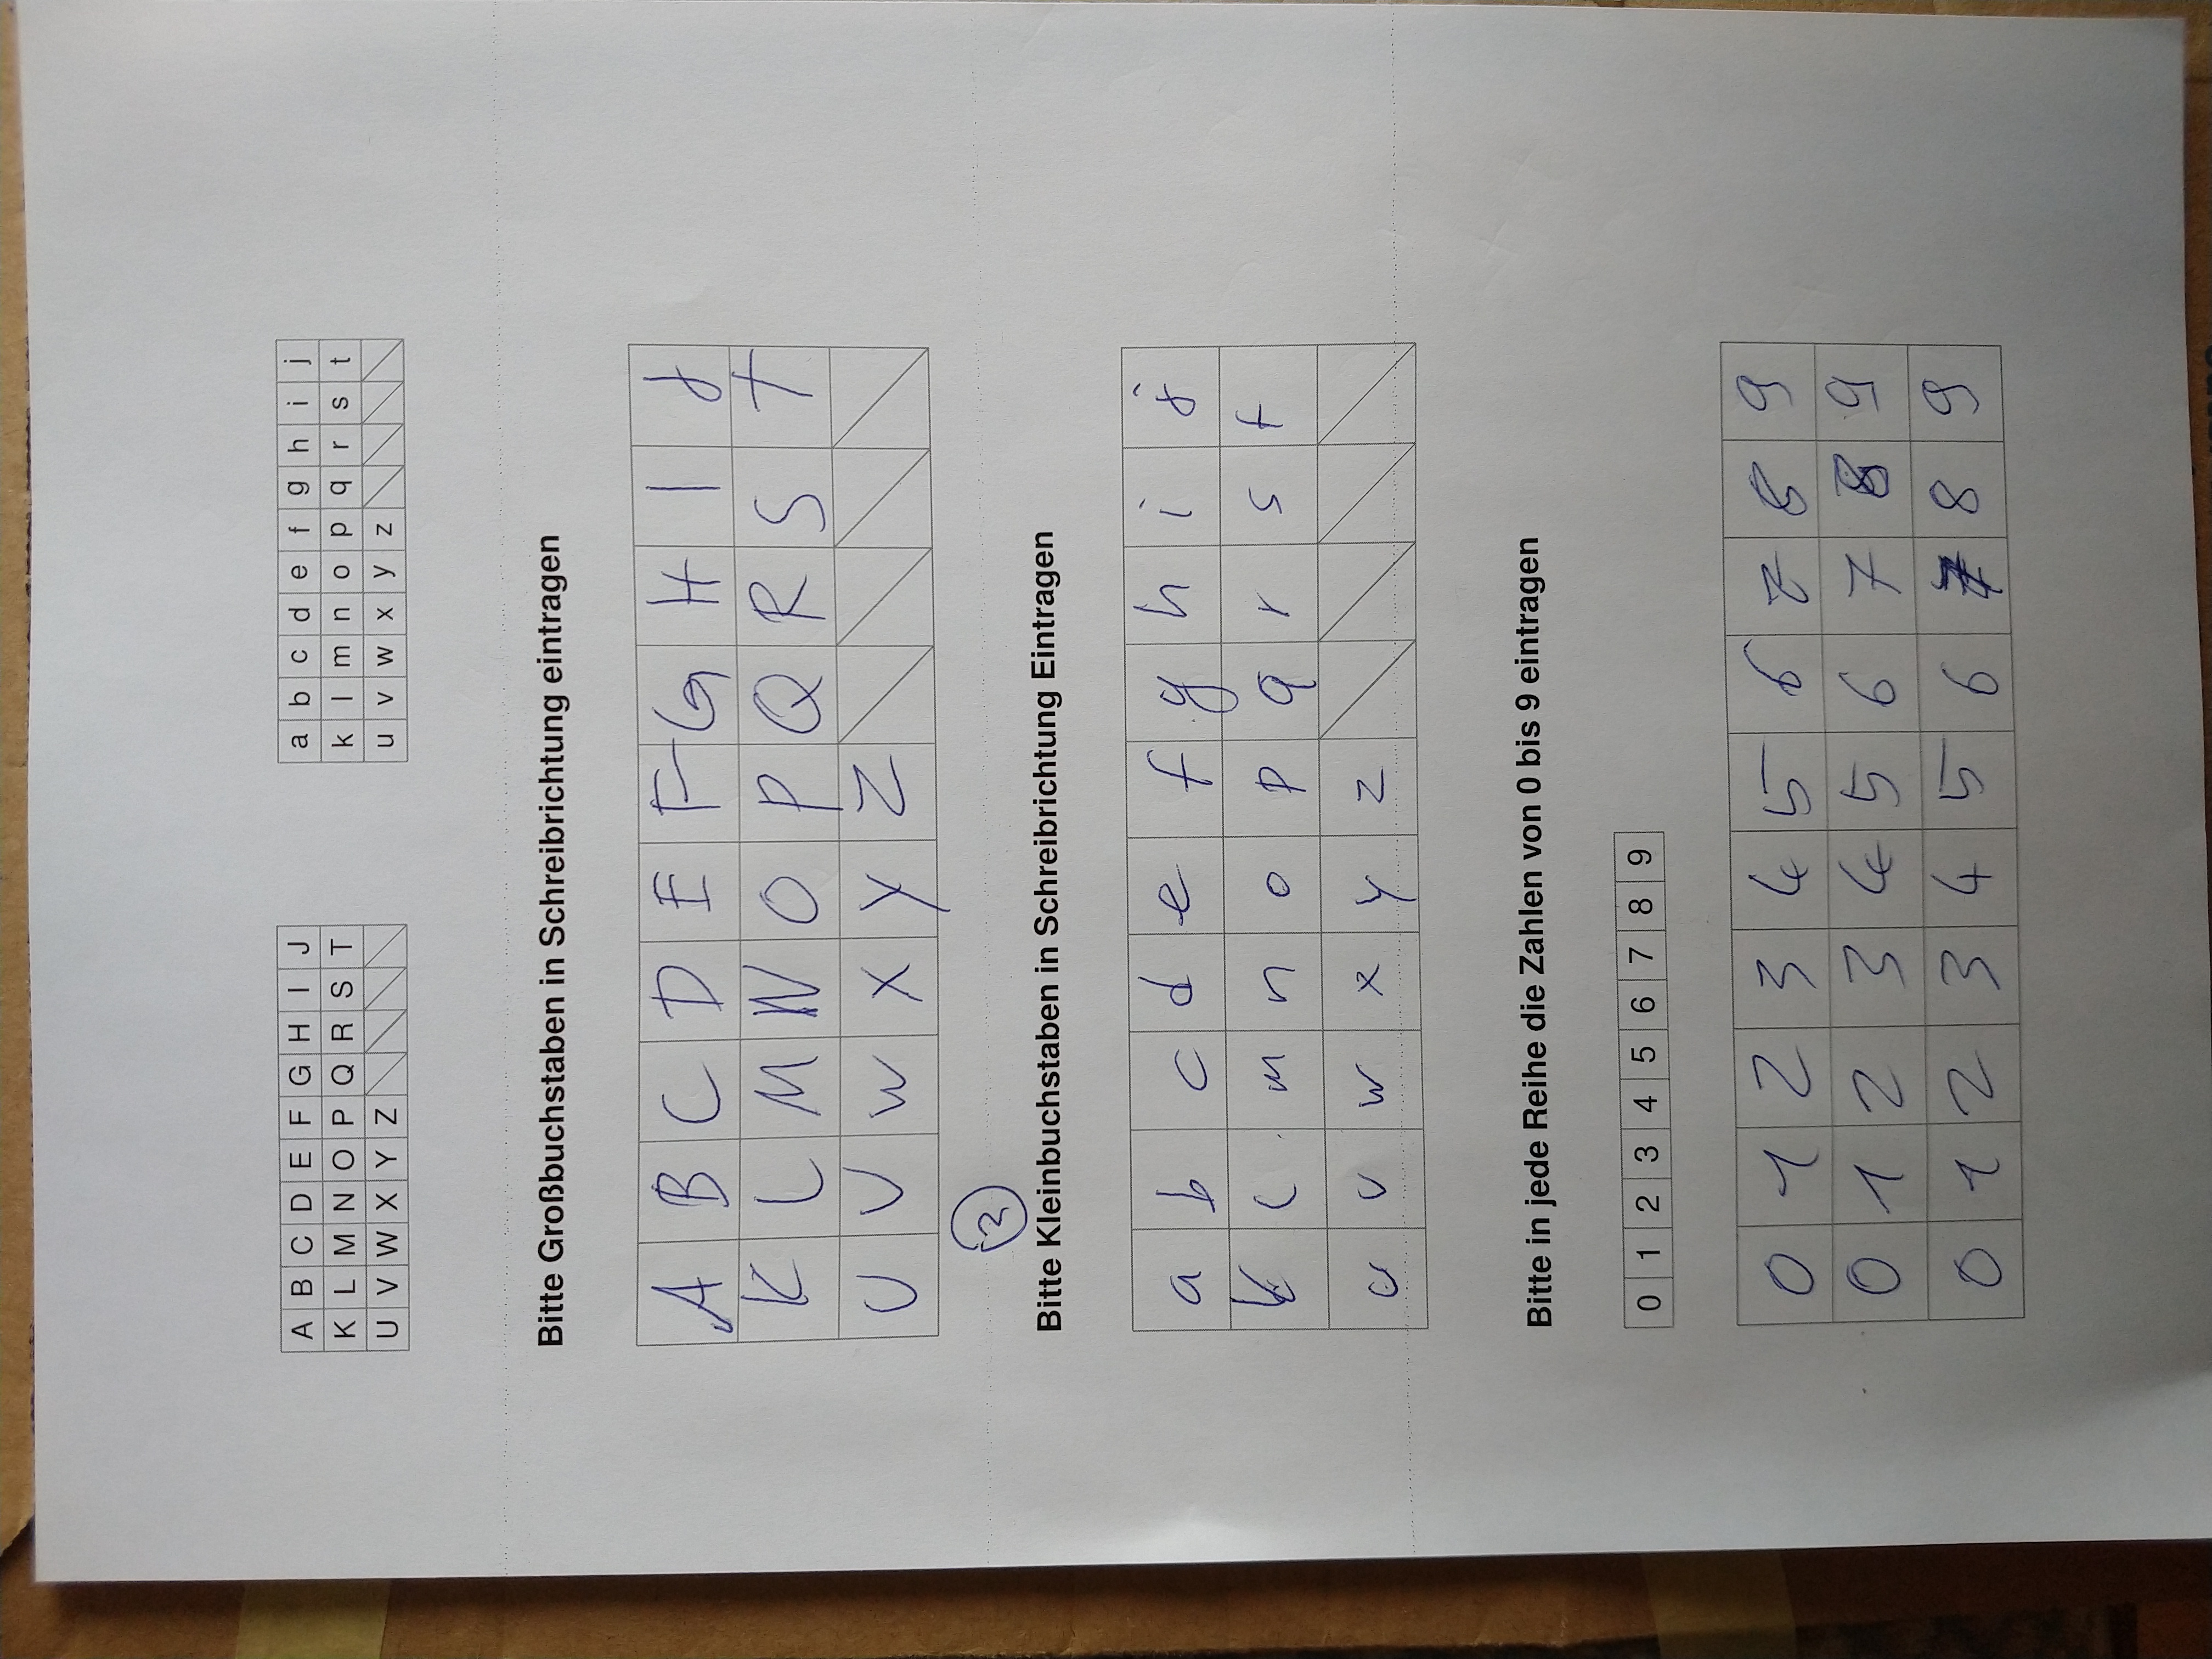 A B C D E F G H I J
K L M N O P Q R S T
U V W X Y Z
a b c d e f g h i j
k l m n o p q r s t
u v w x y z
Bitte Großbuchstaben in Schreibrichtung eintragen
A B C D E F G H I J
K L M N O P Q R S T
U V W X Y Z
2
Bitte Kleinbuchstaben in Schreibrichtung Eintragen
a b c d e f g h i j
k l m n o p q r s t
u v w x y z
Bitte in jede Reihe die Zahlen von 0 bis 9 eintragen
0 1 2 3 4 5 6 7 8 9
0 1 2 3 4 5 6 7 8 9
0 1 2 3 4 5 6 7 8 9
0 1 2 3 4 5 6 7 8 9